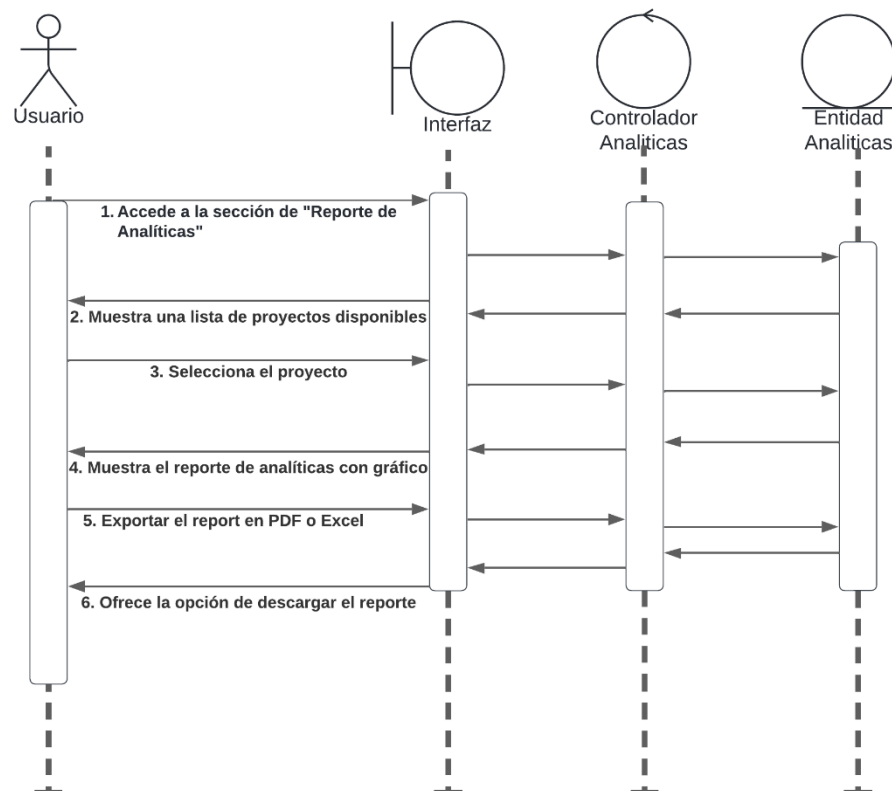 Usuario
Interfaz
Controlador
Analiticas
Entidad
Analiticas
1. Accede a la sección de "Reporte de
Analíticas"
2. Muestra una lista de proyectos disponibles
3. Selecciona el proyecto
4. Muestra el reporte de analíticas con gráfico
5. Exportar el report en PDF o Excel
6. Ofrece la opción de descargar el reporte